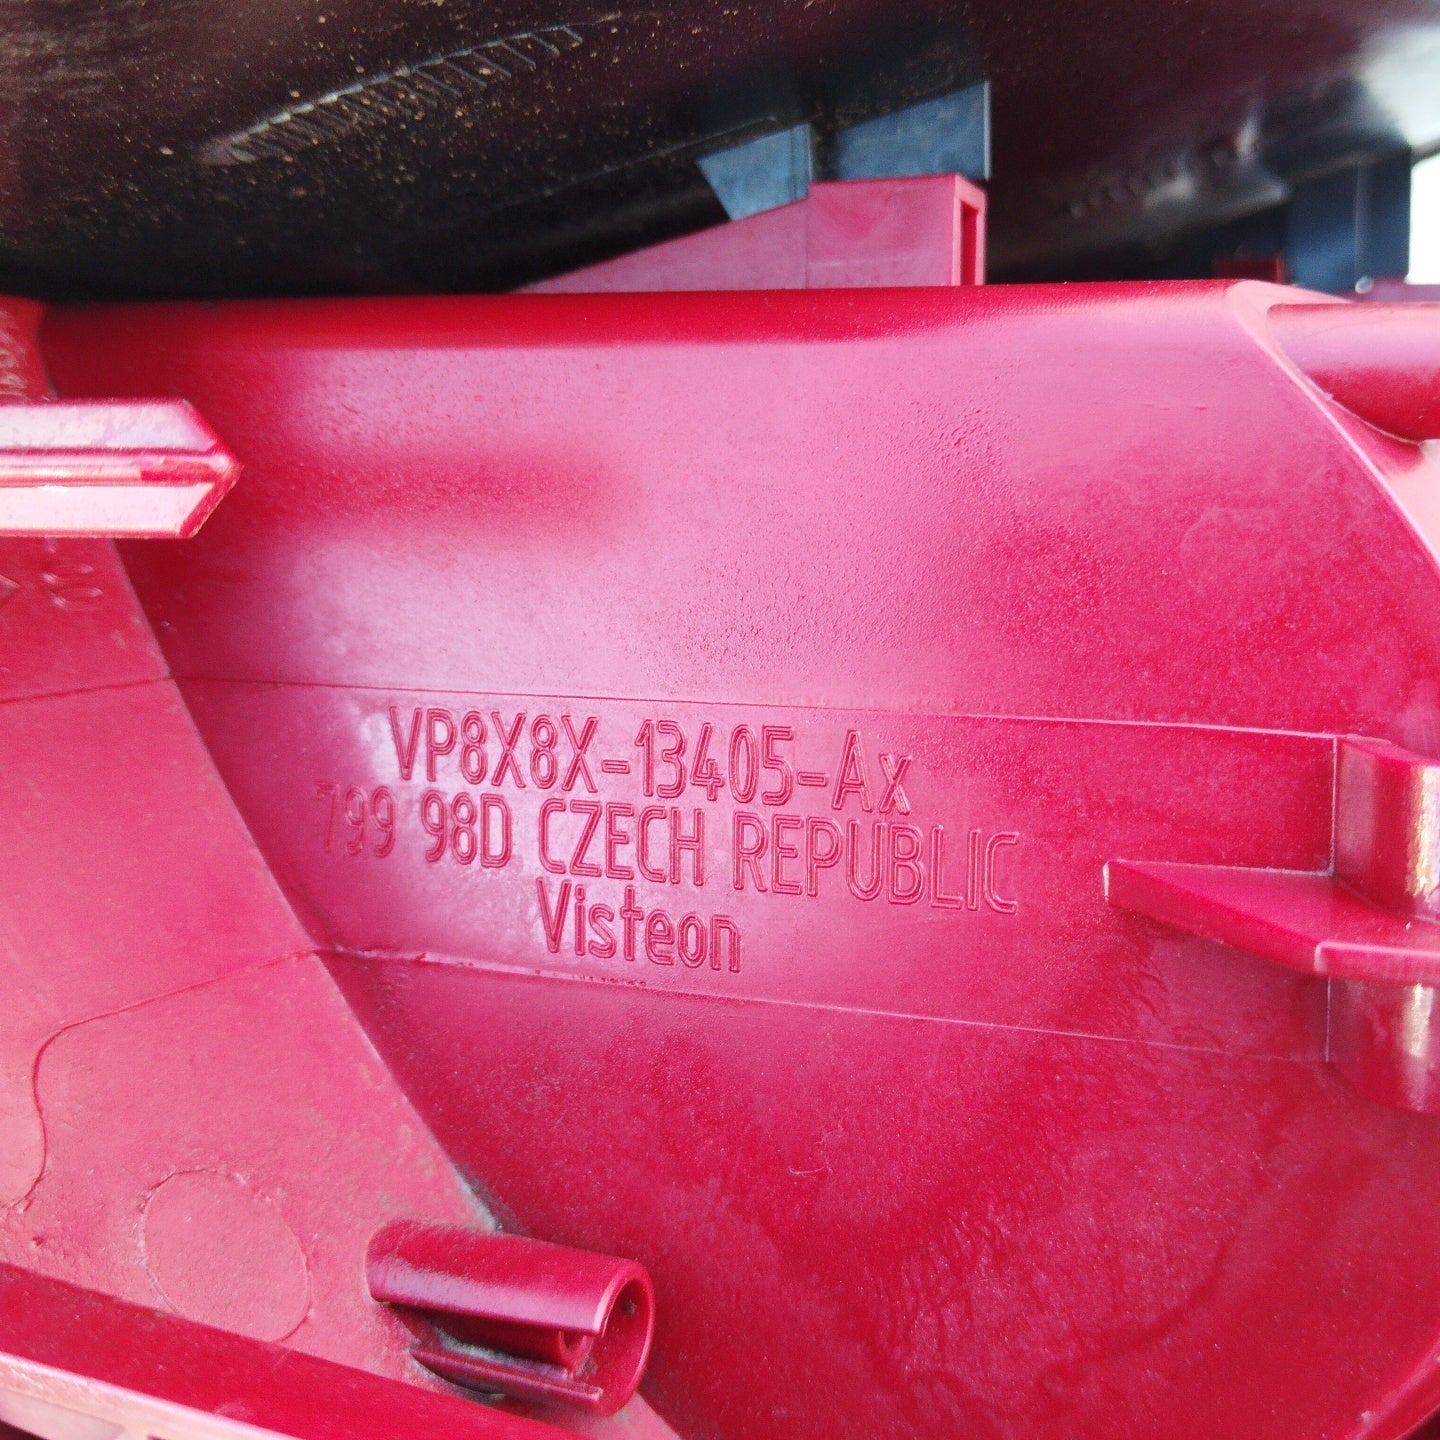 VP8X8X-13405-Ax
799 98D CZECH REPUBLIC
Visteon